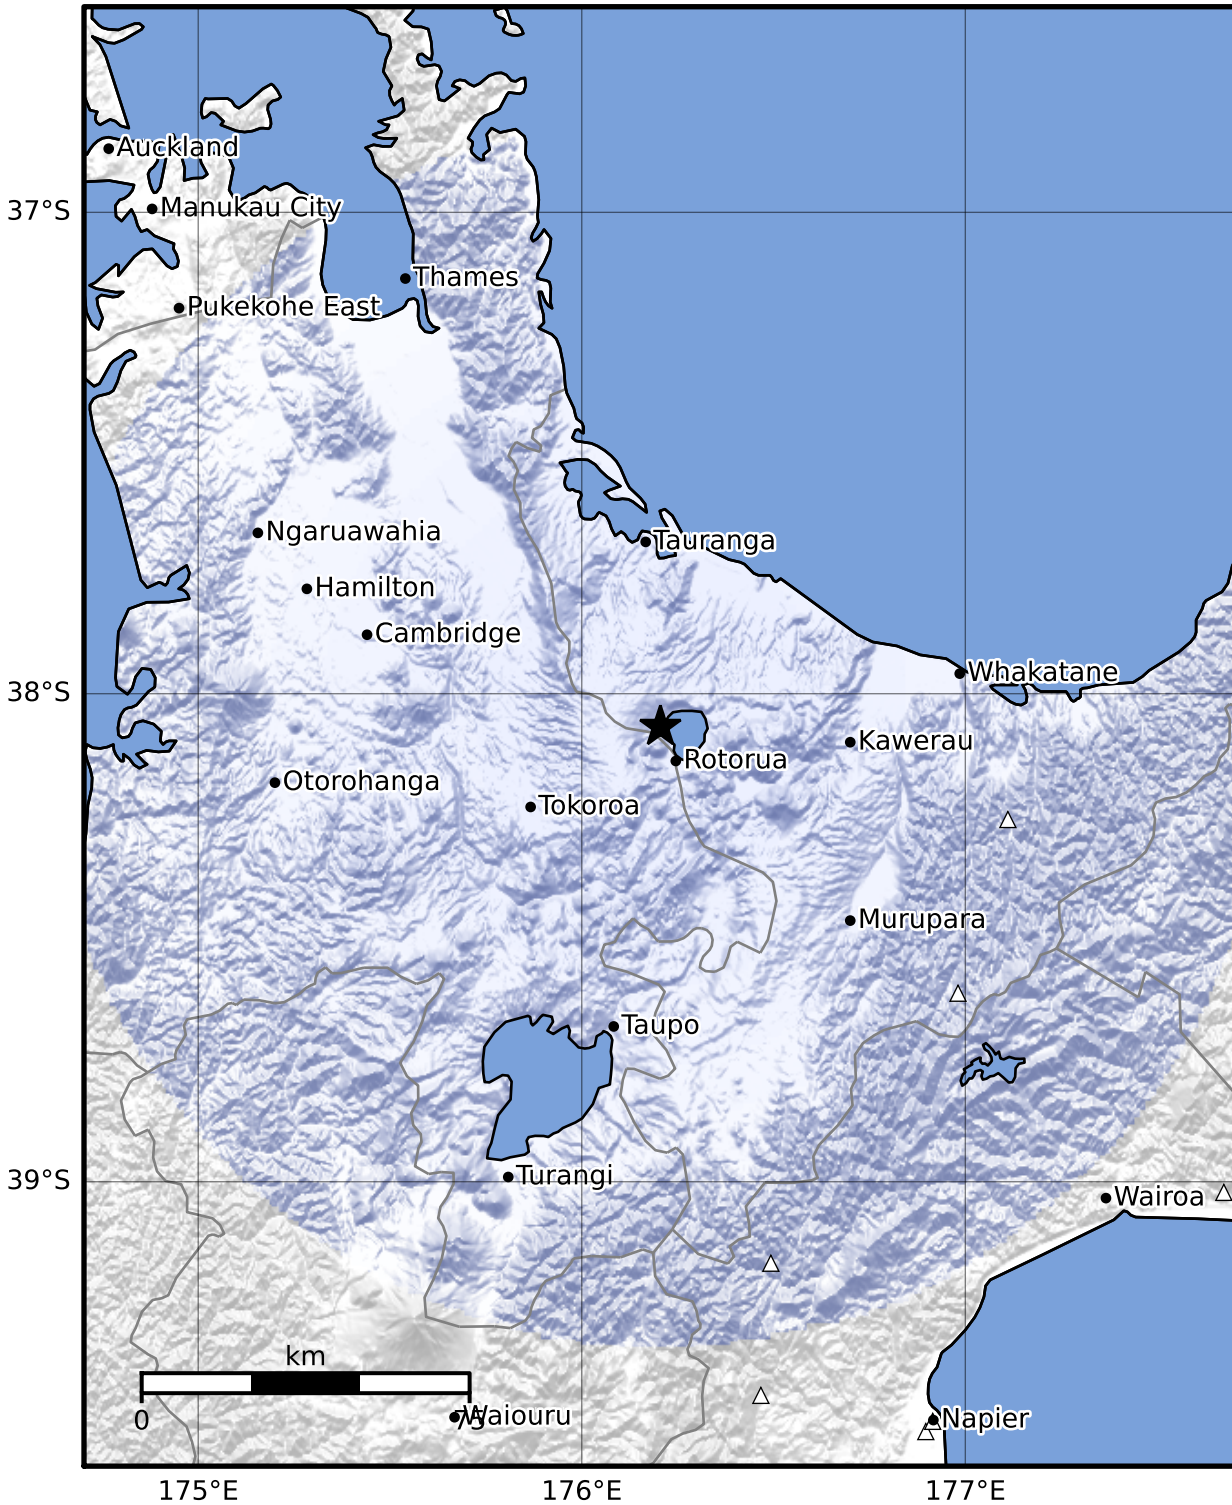 Auckland
37°S
Manukau City
Thames
Pukekohe East
Ngaruawahia
Tauranga
Hamilton
Cambridge
38°S
Whakatane
Kawerau
Rotorua
Otorohanga
Tokoroa
Murupara
Taupo
39°S
Turangi
Wairoa
km
0
75
Waiouru
Napier
175°E
176°E
177°E